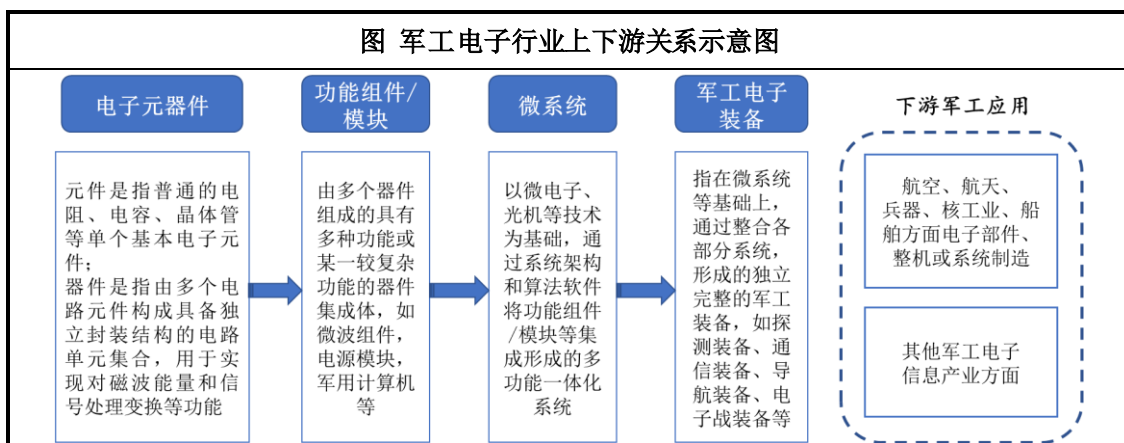 图 军工电子行业上下游关系示意图
电子元器件
元件是指普通的电
阻、电容、晶体管
等单个基本电子元
件；
器件是指由多个电
路元件构成具备独
立封装结构的电路
单元集合，用于实
现对磁波能量和信
号处理变换等功能
功能组件/
模块
由多个器件
组成的具有
多种功能或
某一较复杂
功能的器件
集成体，如
微波组件，
电源模块，
军用计算机
等
微系统
以微电子、
光机等技术
为基础，通
过系统架构
和算法软件
将功能组件
/模块等集
成形成的多
功能一体化
系统
军工电子
装备
指在微系统
等基础上，
通过整合各
部分系统，
形成的独立
完整的军工
装备，如探
测装备、通
信装备、导
航装备、电
子战装备等
下游军工应用
航空、航天、
兵器、核工业、船
舶方面电子部件、
整机或系统制造
其他军工电子
信息产业方面